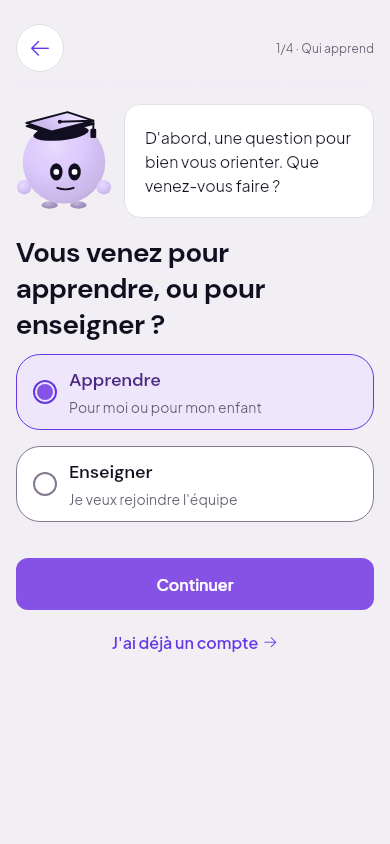 1/4 · Qui apprend
D'abord, une question pour
bien vous orienter. Que
venez-vous faire ?
Vous venez pour
apprendre, ou pour
enseigner ?
Apprendre
Pour moi ou pour mon enfant
Enseigner
Je veux rejoindre l'équipe
Continuer
J'ai déjà un compte →